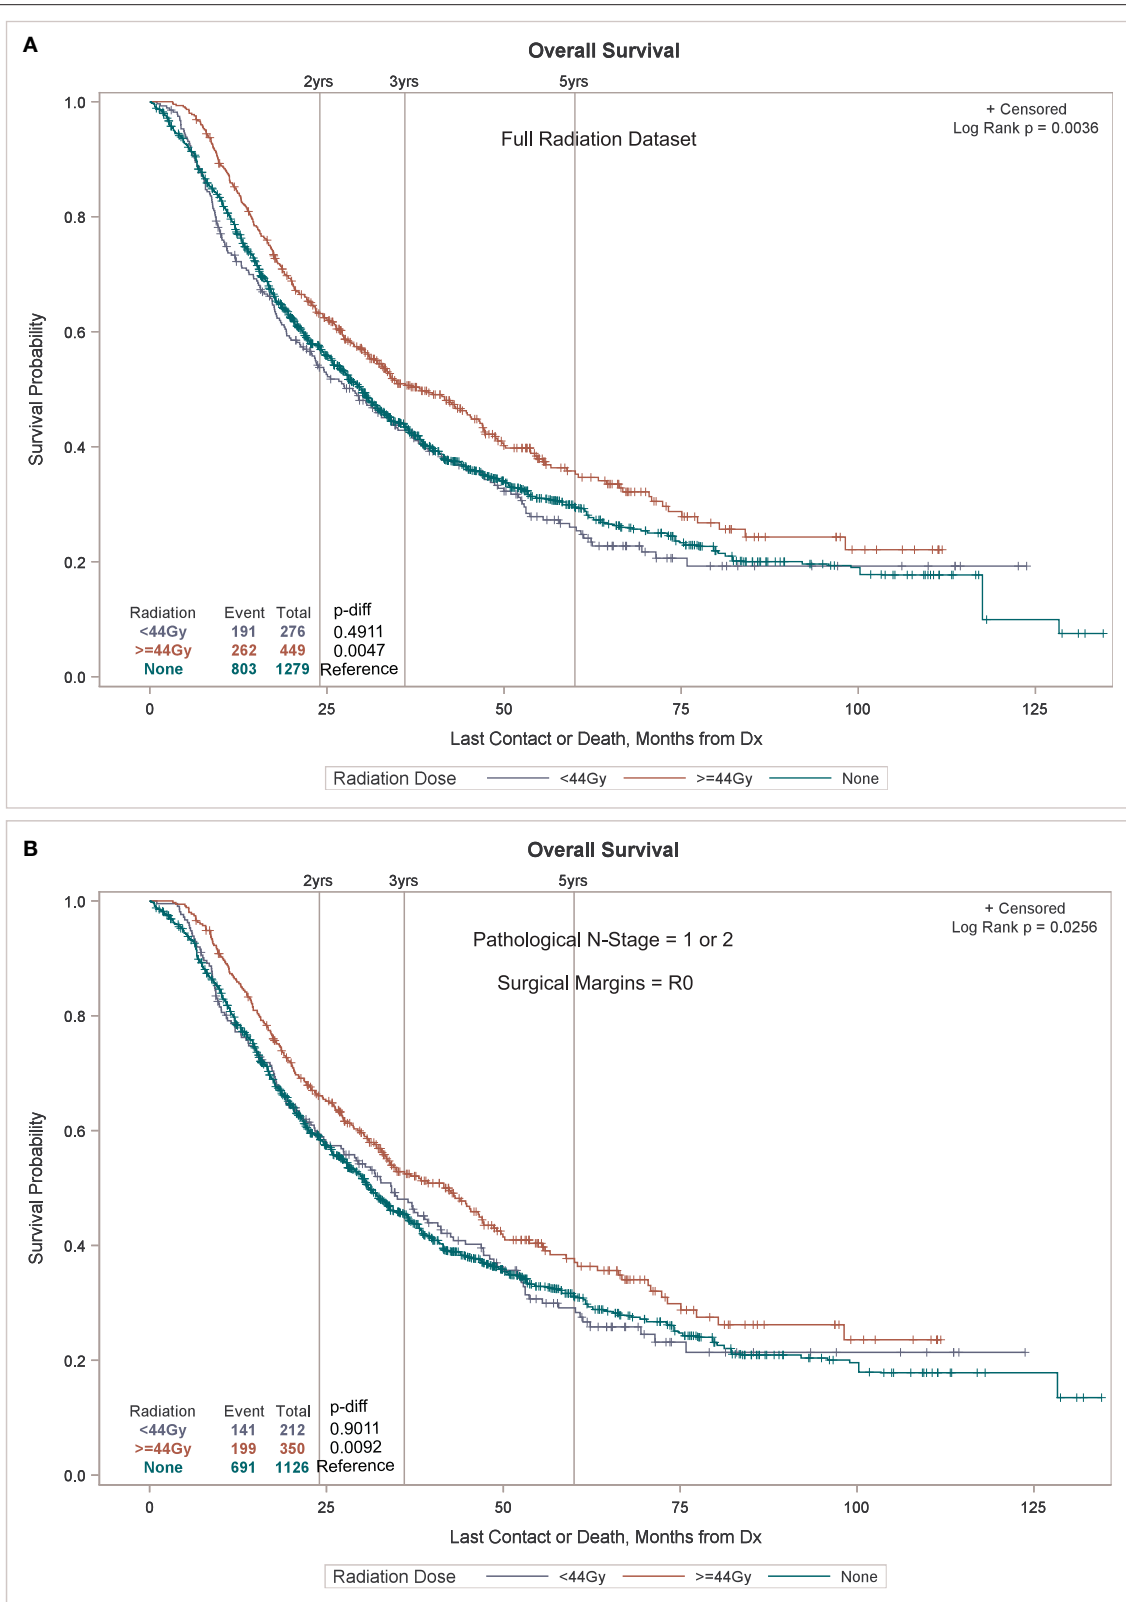 A
Overall Survival
2yrs 3yrs 5yrs
+ Censored
Log Rank p = 0.0036
Full Radiation Dataset
1.0
0.8
0.6
0.4
0.2
0.0
Survival Probability
Radiation Event Total p-diff
<44Gy 191 276 0.4911
>=44Gy 262 449 0.0047
None 803 1279 Reference
0 25 50 75 100 125
Last Contact or Death, Months from Dx
Radiation Dose <44Gy >=44Gy None
B
Overall Survival
2yrs 3yrs 5yrs
+ Censored
Log Rank p = 0.0256
Pathological N-Stage = 1 or 2
Surgical Margins = R0
1.0
0.8
0.6
0.4
0.2
0.0
Survival Probability
Radiation Event Total p-diff
<44Gy 141 212 0.9011
>=44Gy 199 350 0.0092
None 691 1126 Reference
0 25 50 75 100 125
Last Contact or Death, Months from Dx
Radiation Dose <44Gy >=44Gy None